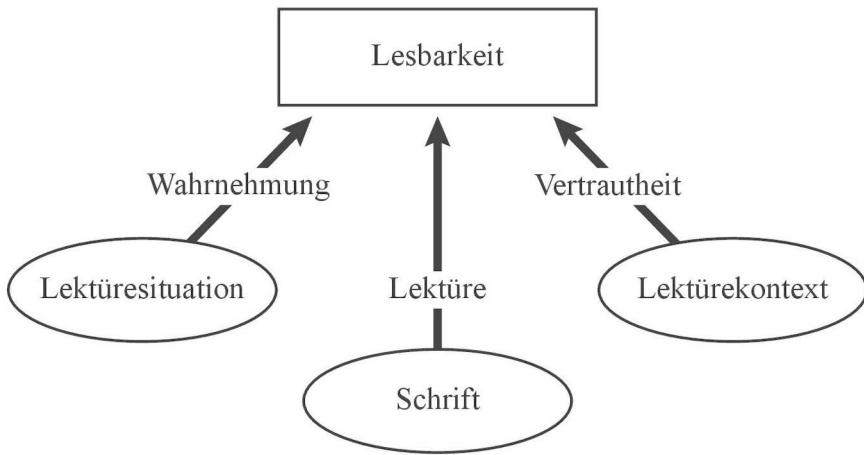 Lesbarkeit
Wahrnehmung
Vertrautheit
Lektüresituation
Lektüre
Lektürekontext
Schrift